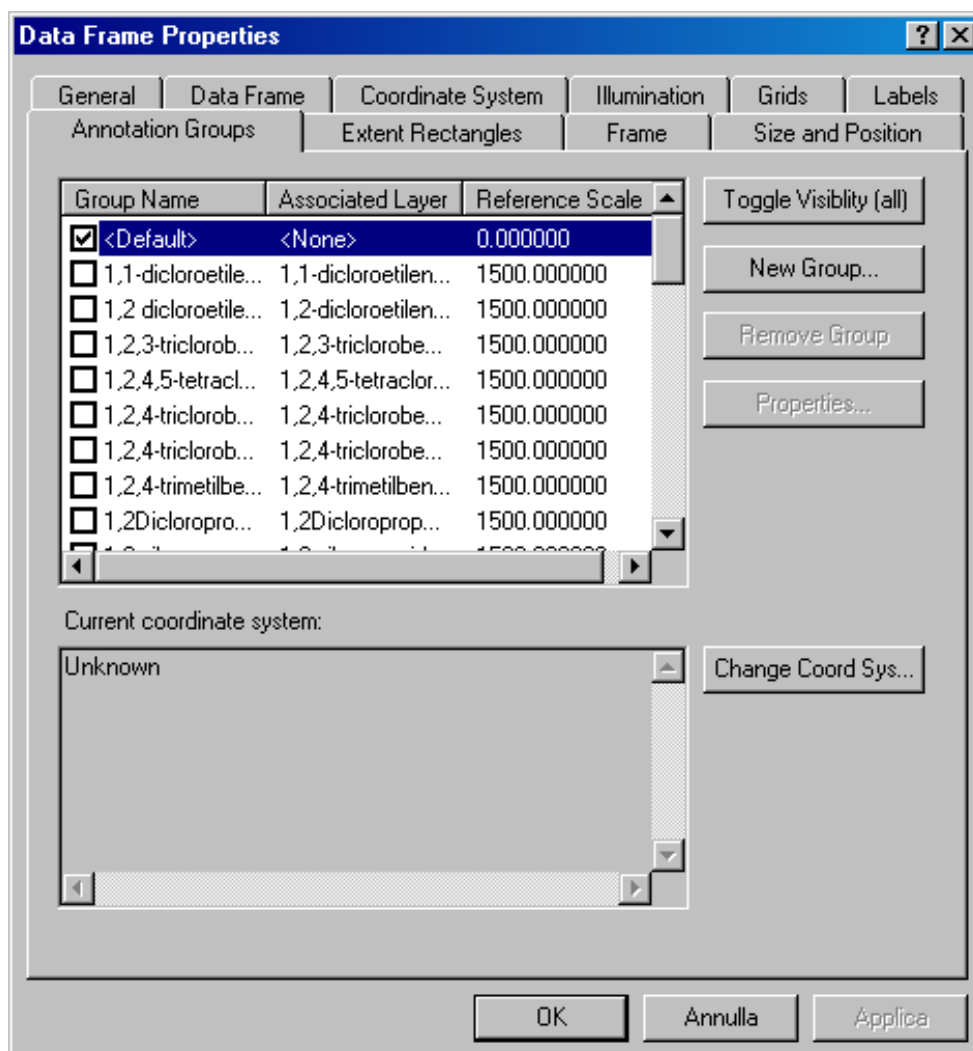 Data Frame Properties
General Data Frame Coordinate System Illumination Grids Labels
Annotation Groups Extent Rectangles Frame Size and Position
Group Name Associated Layer Reference Scale
<Default> <None> 0.000000
1,1-dicloroetile... 1,1-dicloroetilen... 1500.000000
1,2 dicloroetile... 1,2-dicloroetilen... 1500.000000
1,2,3-triclorob... 1,2,3-triclorobe... 1500.000000
1,2,4,5-tetracl... 1,2,4,5-tetraclor... 1500.000000
1,2,4-triclorob... 1,2,4-triclorobe... 1500.000000
1,2,4-triclorob... 1,2,4-triclorobe... 1500.000000
1,2,4-trimetilbe... 1,2,4-trimetilben... 1500.000000
1,2Dicloropro... 1,2Dicloroprop... 1500.000000
Toggle Visiblity (all)
New Group...
Remove Group
Properties...
Current coordinate system:
Unknown
Change Coord Sys...
OK Annulla Applica